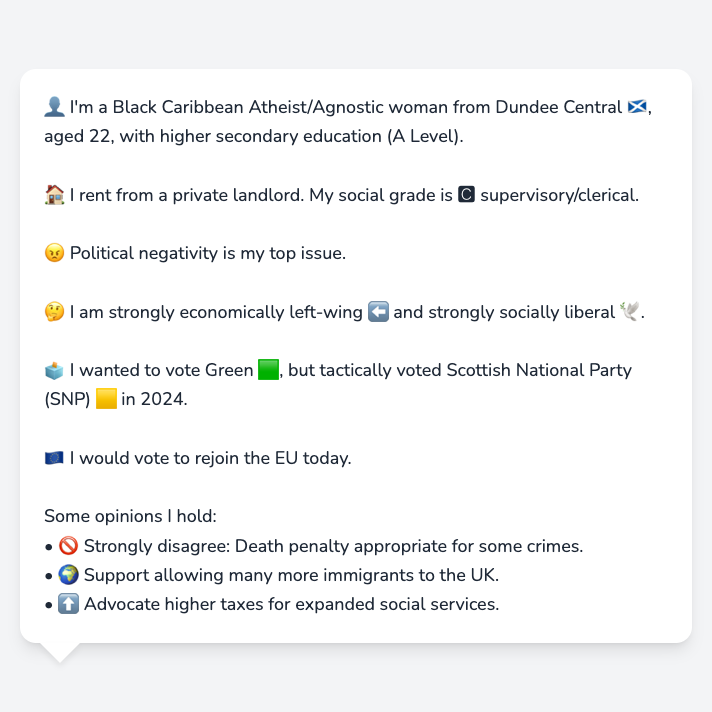 👤 I'm a Black Caribbean Atheist/Agnostic woman from Dundee Central 🏴󠁧󠁢󠁳󠁣󠁴󠁿,
aged 22, with higher secondary education (A Level).
🏠 I rent from a private landlord. My social grade is 🅲 supervisory/clerical.
😠 Political negativity is my top issue.
🤔 I am strongly economically left-wing ⬅️ and strongly socially liberal 🕊️.
🗳️ I wanted to vote Green 🟩, but tactically voted Scottish National Party
(SNP) 🟨 in 2024.
🇪🇺 I would vote to rejoin the EU today.
Some opinions I hold:
• 🚫 Strongly disagree: Death penalty appropriate for some crimes.
• 🌍 Support allowing many more immigrants to the UK.
• ⬆️ Advocate higher taxes for expanded social services.